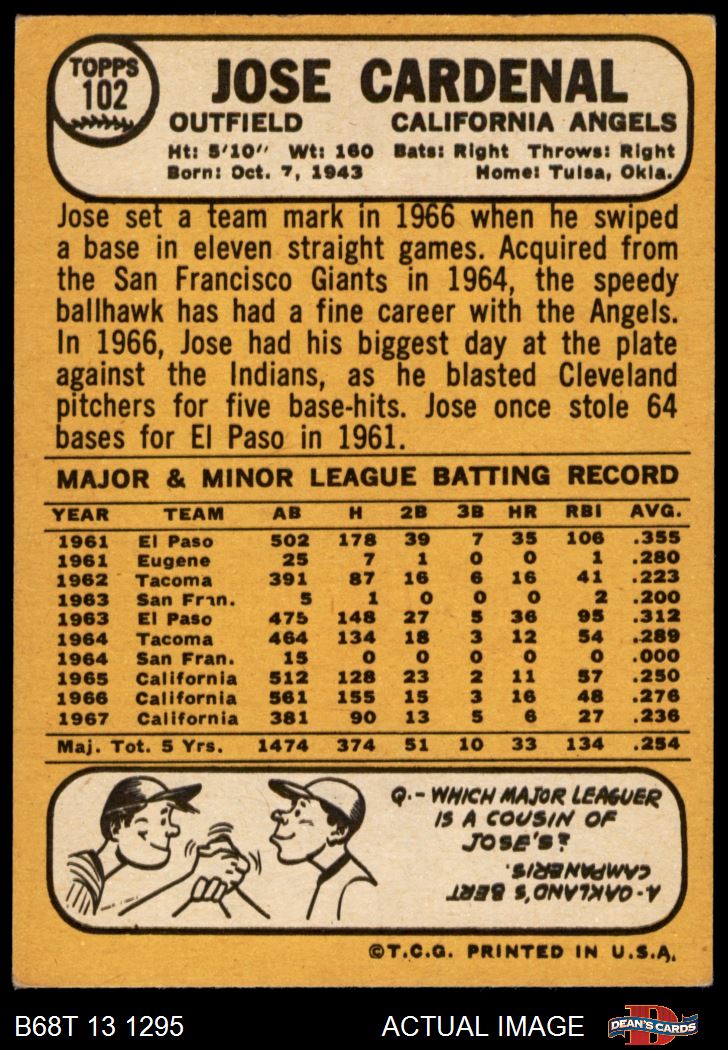 TOPPS
102
JOSE CARDENAL
OUTFIELD CALIFORNIA ANGELS
Ht: 5'10" Wt: 160 Bats: Right Throws: Right
Born: Oct. 7, 1943 Home: Tulsa, Okla.
Jose set a team mark in 1966 when he swiped
a base in eleven straight games. Acquired from
the San Francisco Giants in 1964, the speedy
ballhawk has had a fine career with the Angels.
In 1966, Jose had his biggest day at the plate
against the Indians, as he blasted Cleveland
pitchers for five base-hits. Jose once stole 64
bases for El Paso in 1961.
MAJOR & MINOR LEAGUE BATTING RECORD
YEAR TEAM AB H 2B 3B HR RBI AVG.
1961 El Paso 502 178 39 7 35 106 .355
1961 Eugene 25 7 1 0 0 1 .280
1962 Tacoma 391 87 16 6 16 41 .223
1963 San Fran. 5 1 0 0 0 2 .200
1963 El Paso 475 148 27 5 36 95 .312
1964 Tacoma 464 134 18 3 12 54 .289
1964 San Fran. 15 0 0 0 0 0 .000
1965 California 512 128 23 2 11 57 .250
1966 California 561 155 15 3 16 48 .276
1967 California 381 90 13 5 6 27 .236
Maj. Tot. 5 Yrs. 1474 374 51 10 33 134 .254
Q.- WHICH MAJOR LEAGUER
IS A COUSIN OF
JOSE'S?
A-OAKLAND'S BERT
CAMPANERIS.
©T.C.G. PRINTED IN U.S.A.
B68T 13 1295 ACTUAL IMAGE
D
DEAN'S CARDS